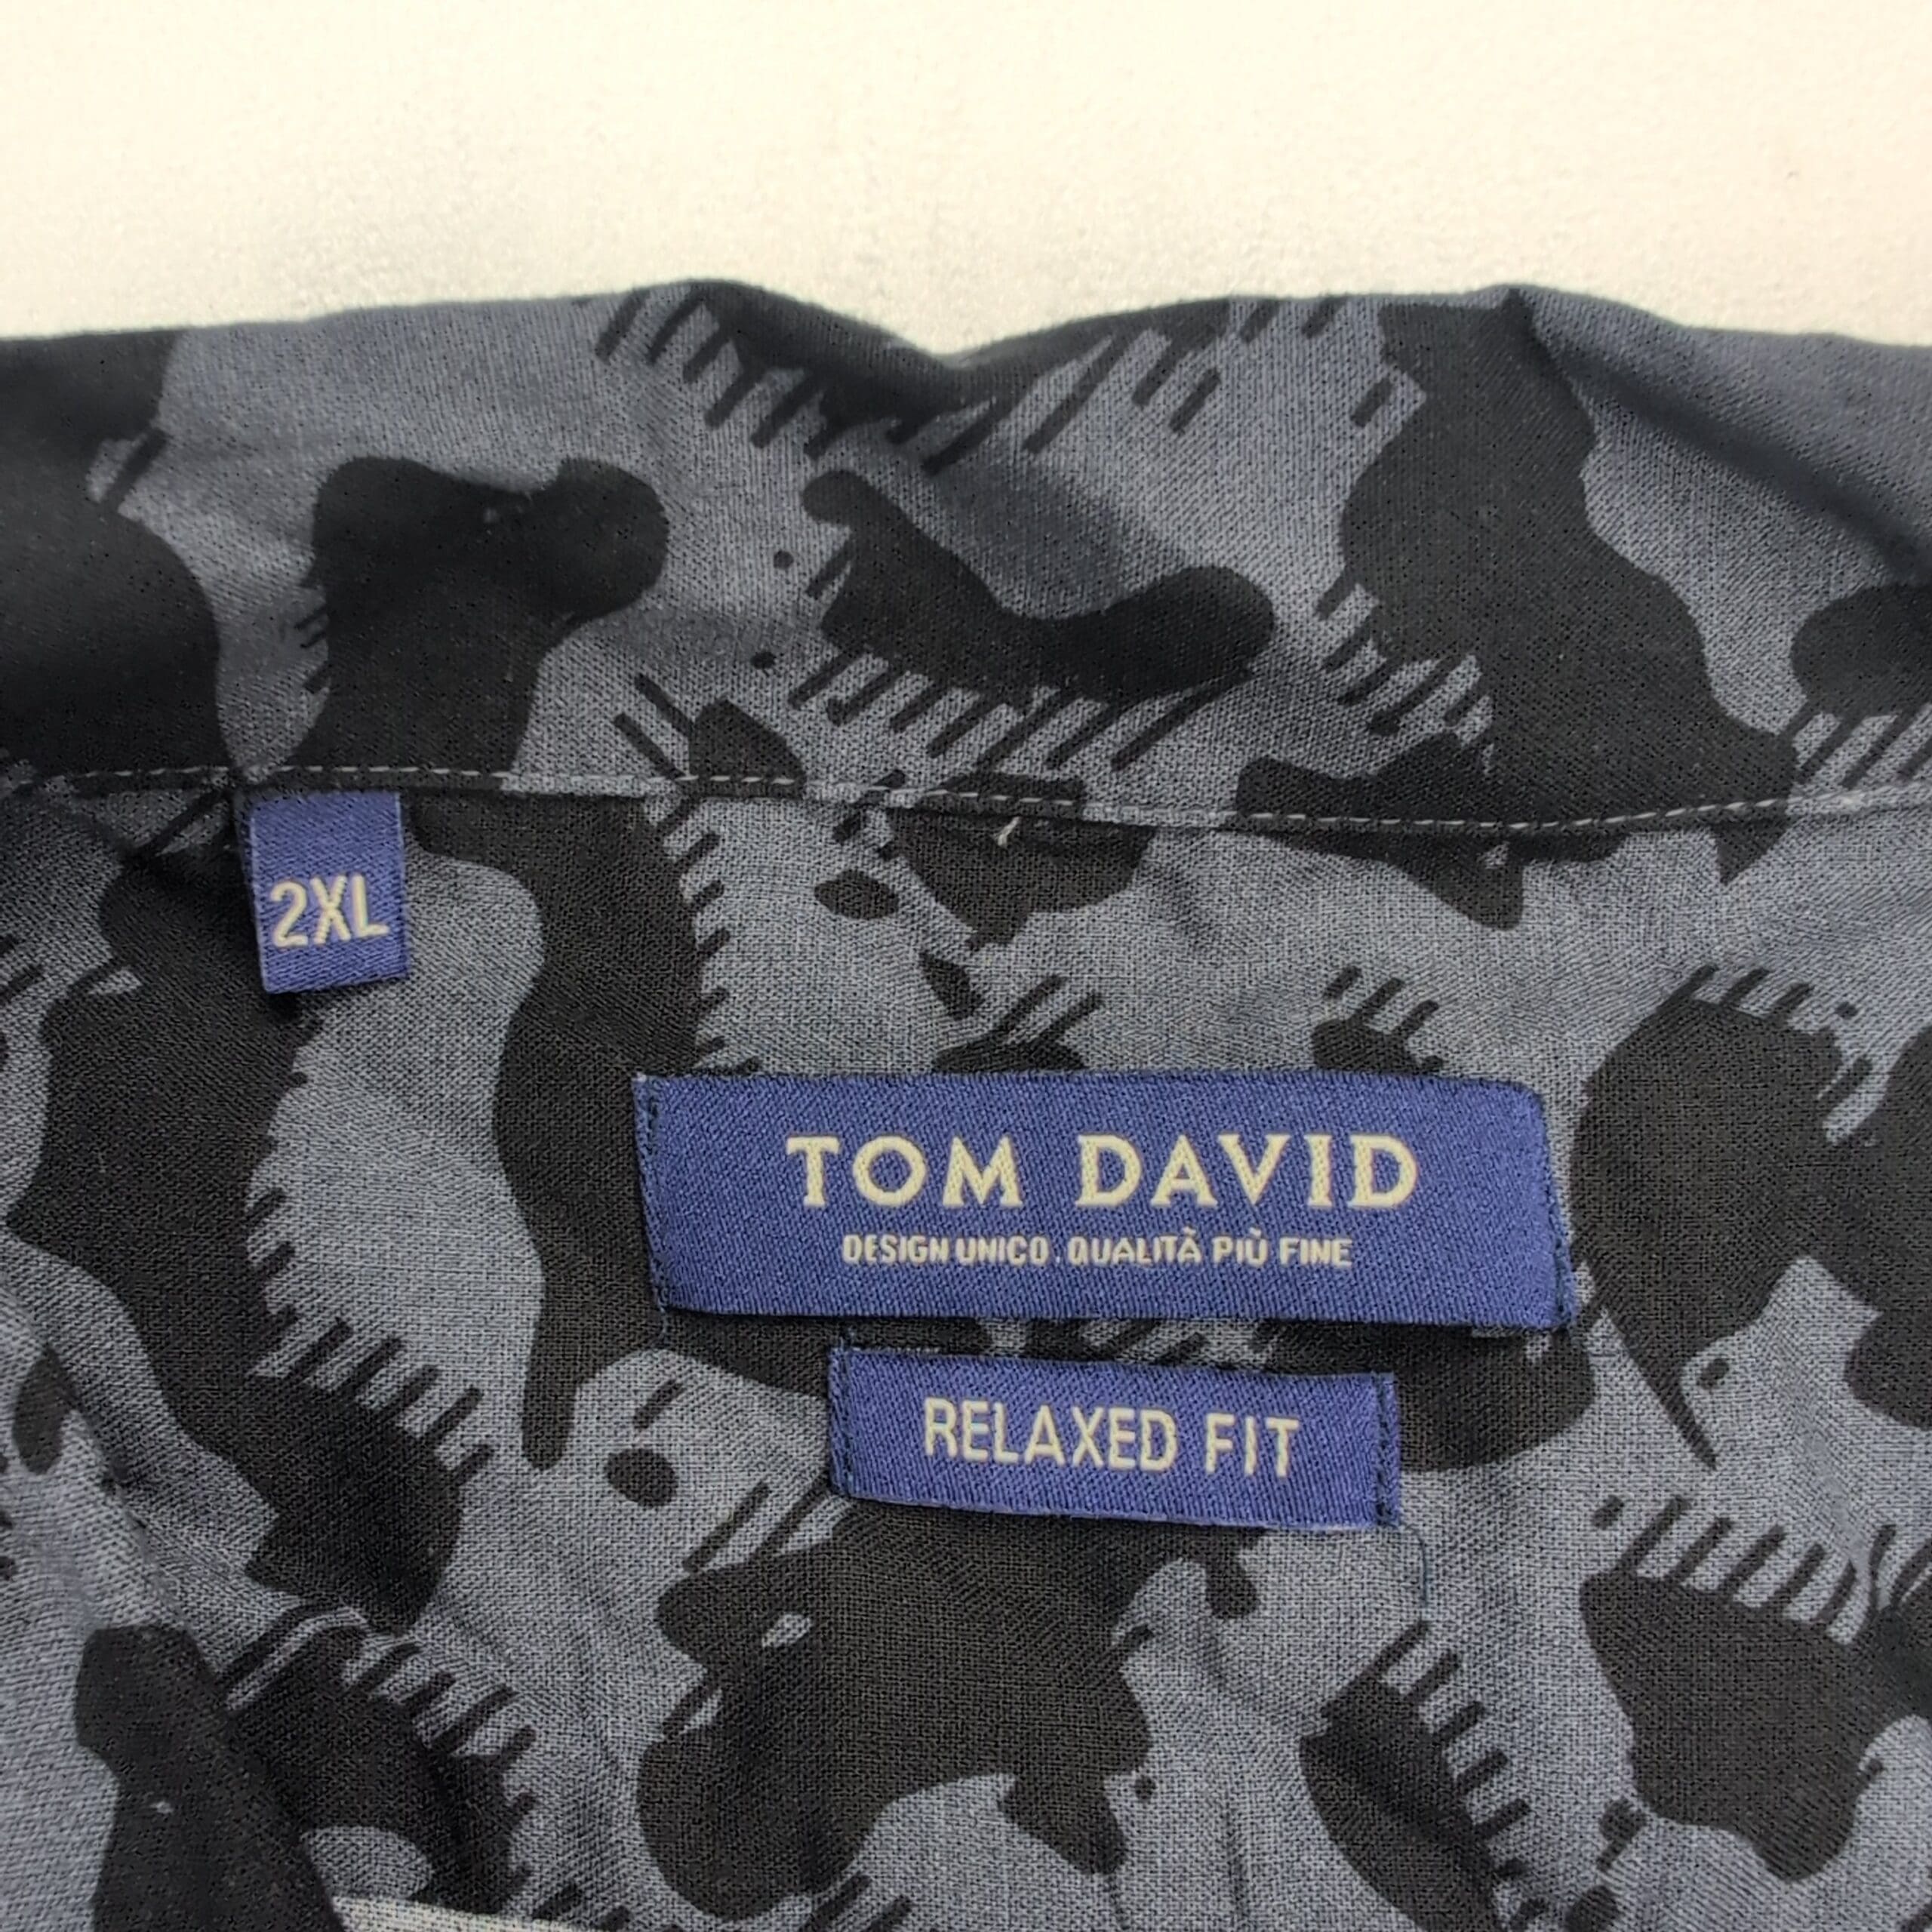 2XL
TOM DAVID
DESIGN UNICO . QUALITÀ PIÙ FINE
RELAXED FIT